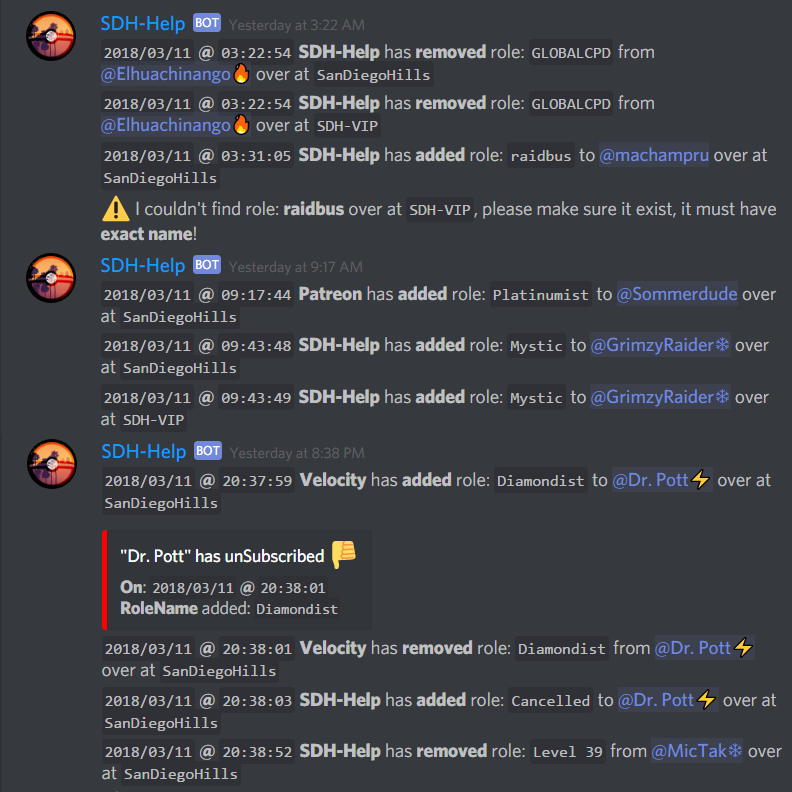 SDH-Help BOT Yesterday at 3:22 AM
2018/03/11 @ 03:22:54 SDH-Help has removed role: GLOBALCPD from
@Elhuachinango🔥 over at SanDiegoHills
2018/03/11 @ 03:22:54 SDH-Help has removed role: GLOBALCPD from
@Elhuachinango🔥 over at SDH-VIP
2018/03/11 @ 03:31:05 SDH-Help has added role: raidbus to @machampru over at
SanDiegoHills
⚠️ I couldn't find role: raidbus over at SDH-VIP, please make sure it exist, it must have
exact name!
SDH-Help BOT Yesterday at 9:17 AM
2018/03/11 @ 09:17:44 Patreon has added role: Platinumist to @Sommerdude over
at SanDiegoHills
2018/03/11 @ 09:43:48 SDH-Help has added role: Mystic to @GrimzyRaider❄ over
at SanDiegoHills
2018/03/11 @ 09:43:49 SDH-Help has added role: Mystic to @GrimzyRaider❄ over
at SDH-VIP
SDH-Help BOT Yesterday at 8:38 PM
2018/03/11 @ 20:37:59 Velocity has added role: Diamondist to @Dr. Pott⚡ over at
SanDiegoHills
"Dr. Pott" has unSubscribed 👎
On: 2018/03/11 @ 20:38:01
RoleName added: Diamondist
2018/03/11 @ 20:38:01 Velocity has removed role: Diamondist from @Dr. Pott⚡
over at SanDiegoHills
2018/03/11 @ 20:38:03 SDH-Help has added role: Cancelled to @Dr. Pott⚡ over at
SanDiegoHills
2018/03/11 @ 20:38:52 SDH-Help has removed role: Level 39 from @MicTak❄ over
at SanDiegoHills